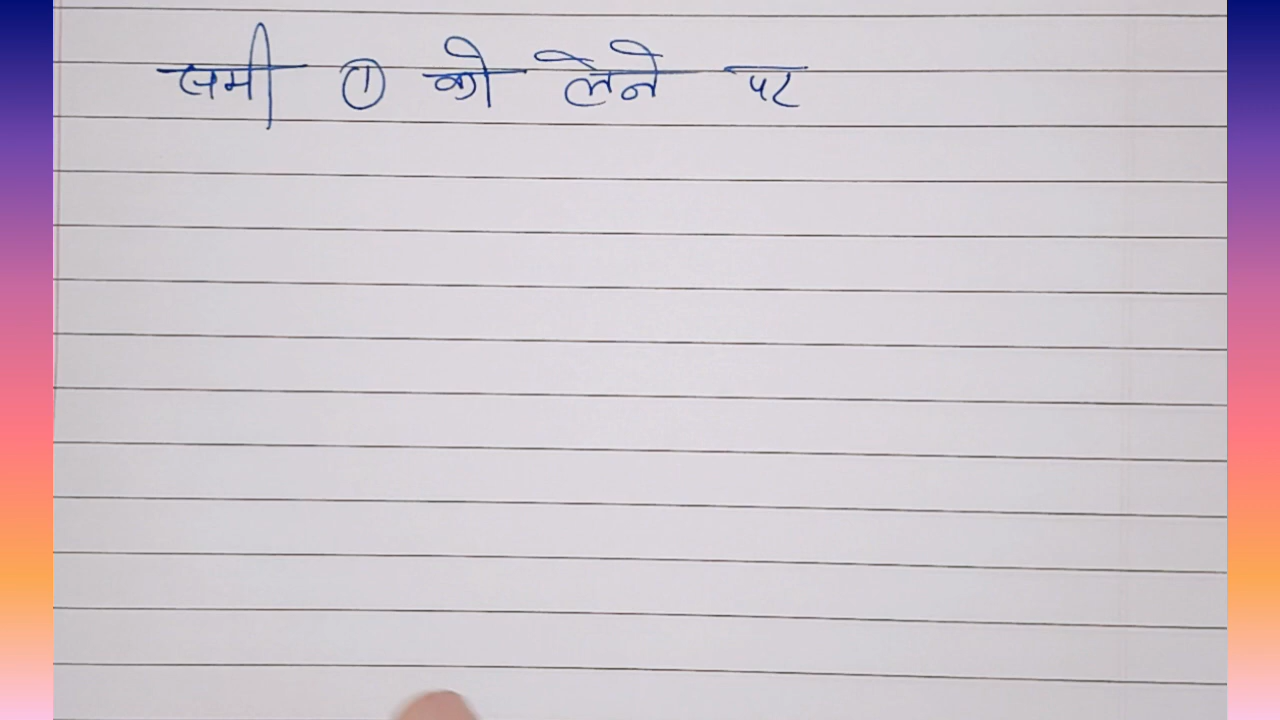 समी ① को लेने पर